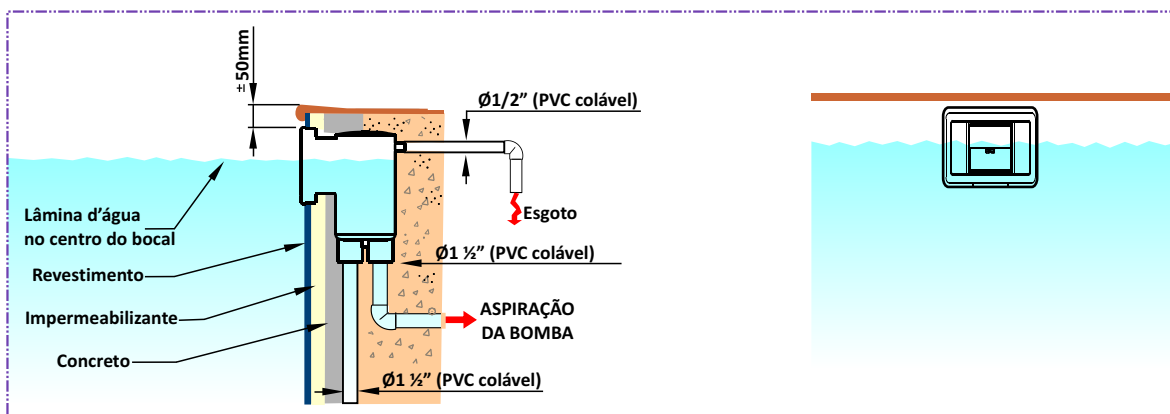 ±50mm
Ø1/2” (PVC colável)
Esgoto
Lâmina d’água
no centro do bocal
Ø1 ½” (PVC colável)
Revestimento
ASPIRAÇÃO
DA BOMBA
Impermeabilizante
Concreto
Ø1 ½” (PVC colável)